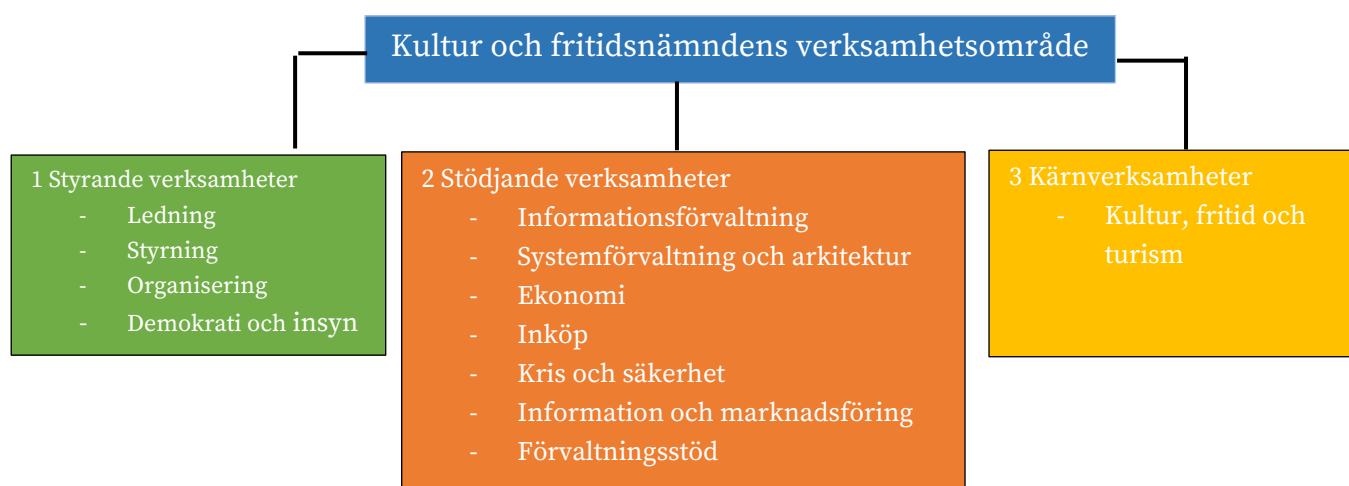 Kultur och fritidsnämndens verksamhetsområde
1 Styrande verksamheter
- Ledning
- Styrning
- Organisering
- Demokrati och insyn
2 Stödjande verksamheter
- Informationsförvaltning
- Systemförvaltning och arkitektur
- Ekonomi
- Inköp
- Kris och säkerhet
- Information och marknadsföring
- Förvaltningsstöd
3 Kärnverksamheter
- Kultur, fritid och
turism